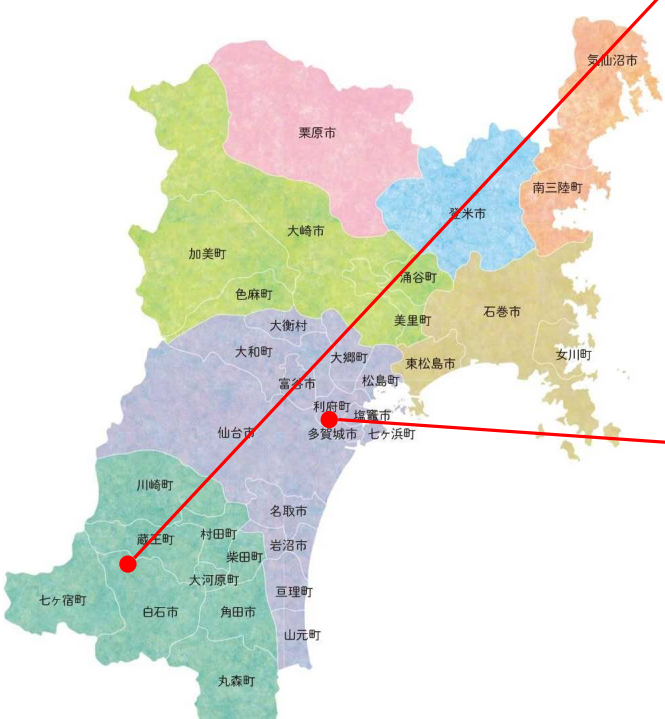 気仙沼市
栗原市
南三陸町
登米市
大崎市
加美町
涌谷町
色麻町
石巻市
美里町
大衡村
大和町
大郷町
女川町
東松島市
富谷市
松島町
利府町
塩竈市
仙台市
多賀城市
七ヶ浜町
川崎町
名取市
村田町
蔵王町
岩沼市
柴田町
大河原町
亘理町
七ヶ宿町
白石市
角田市
山元町
丸森町